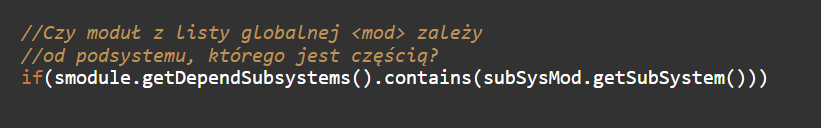 //Czy moduł z listy globalnej <mod> zależy
//od podsystemu, którego jest częścią?
if(smodule.getDependSubsystems().contains(subSysMod.getSubSystem()))